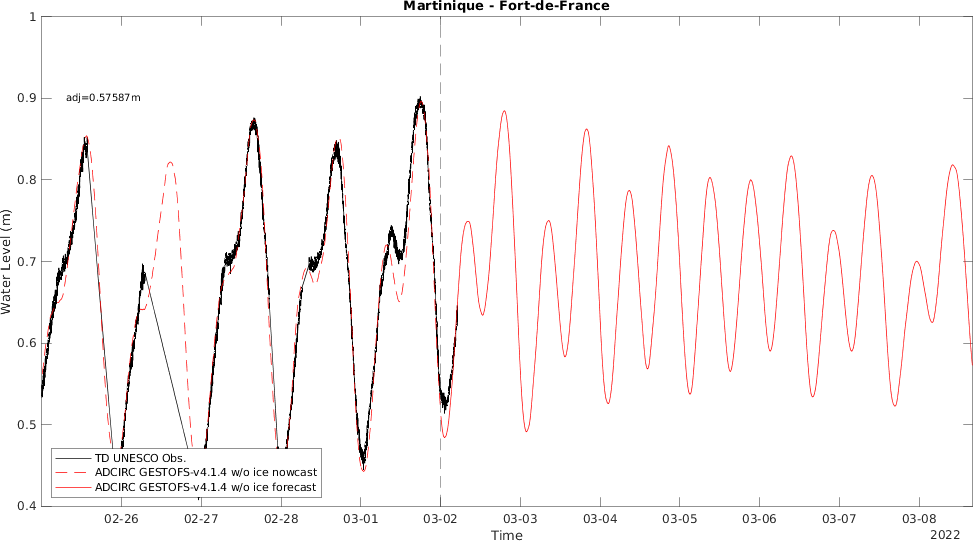 Martinique - Fort-de-France
1
0.9
0.8
0.7
0.6
0.5
0.4
Water Level (m)
adj=0.57587m
TD UNESCO Obs.
ADCIRC GESTOFS-v4.1.4 w/o ice nowcast
ADCIRC GESTOFS-v4.1.4 w/o ice forecast
02-26 02-27 02-28 03-01 03-02 03-03 03-04 03-05 03-06 03-07 03-08
Time
2022